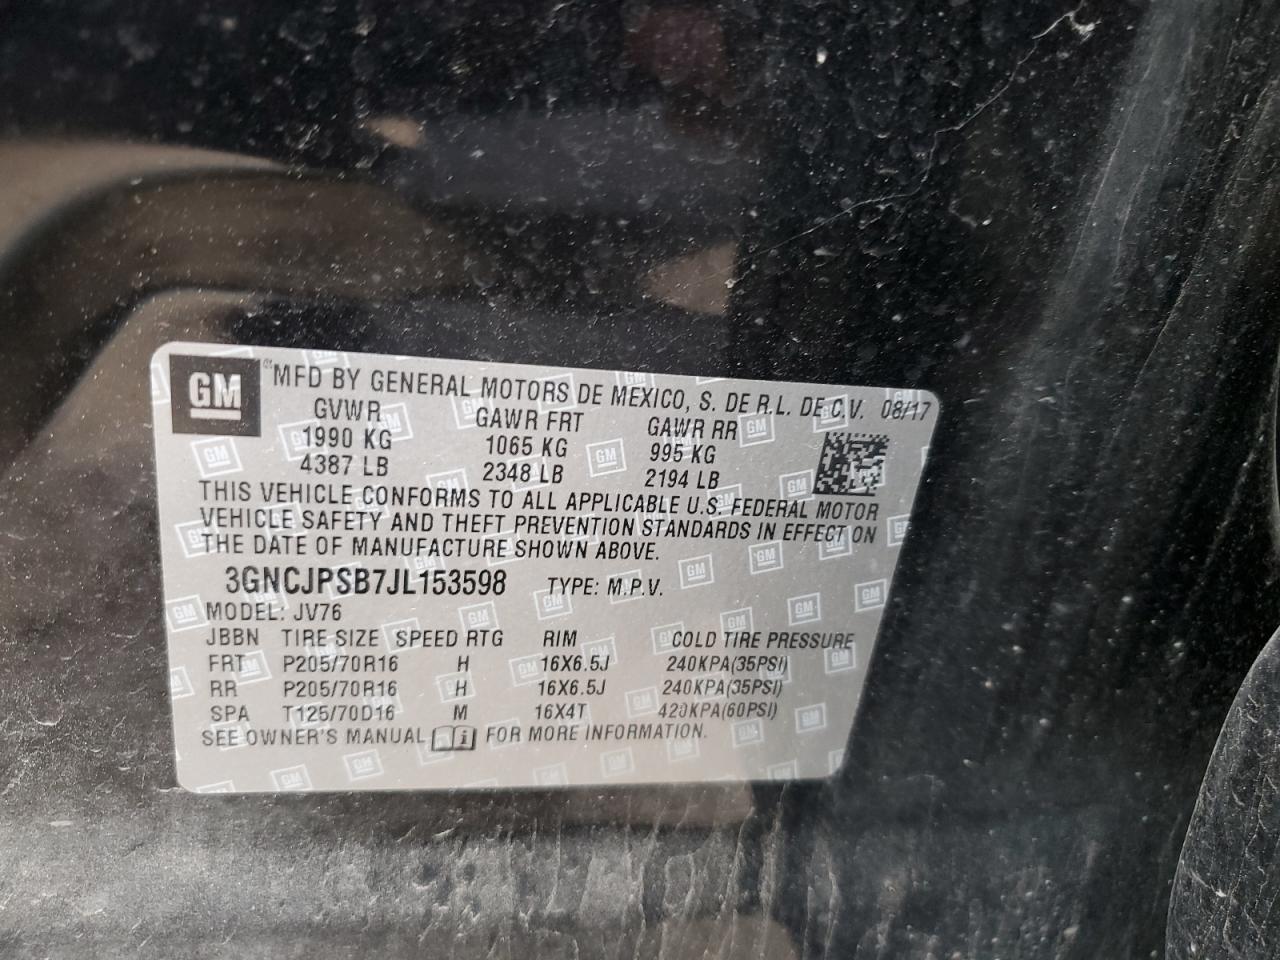 GM MFD BY GENERAL MOTORS DE MEXICO, S. DE R.L. DE C.V. 08/17
GVWR GAWR FRT GAWR RR
1990 KG 1065 KG 995 KG
4387 LB 2348 LB 2194 LB
THIS VEHICLE CONFORMS TO ALL APPLICABLE U.S. FEDERAL MOTOR
VEHICLE SAFETY AND THEFT PREVENTION STANDARDS IN EFFECT ON
THE DATE OF MANUFACTURE SHOWN ABOVE.
3GNCJPSB7JL153598 TYPE: M.P.V.
MODEL: JV76
JBBN TIRE SIZE SPEED RTG RIM COLD TIRE PRESSURE
FRT P205/70R16 H 16X6.5J 240KPA(35PSI)
RR P205/70R16 H 16X6.5J 240KPA(35PSI)
SPA T125/70D16 M 16X4T 420KPA(60PSI)
SEE OWNER'S MANUAL i FOR MORE INFORMATION.